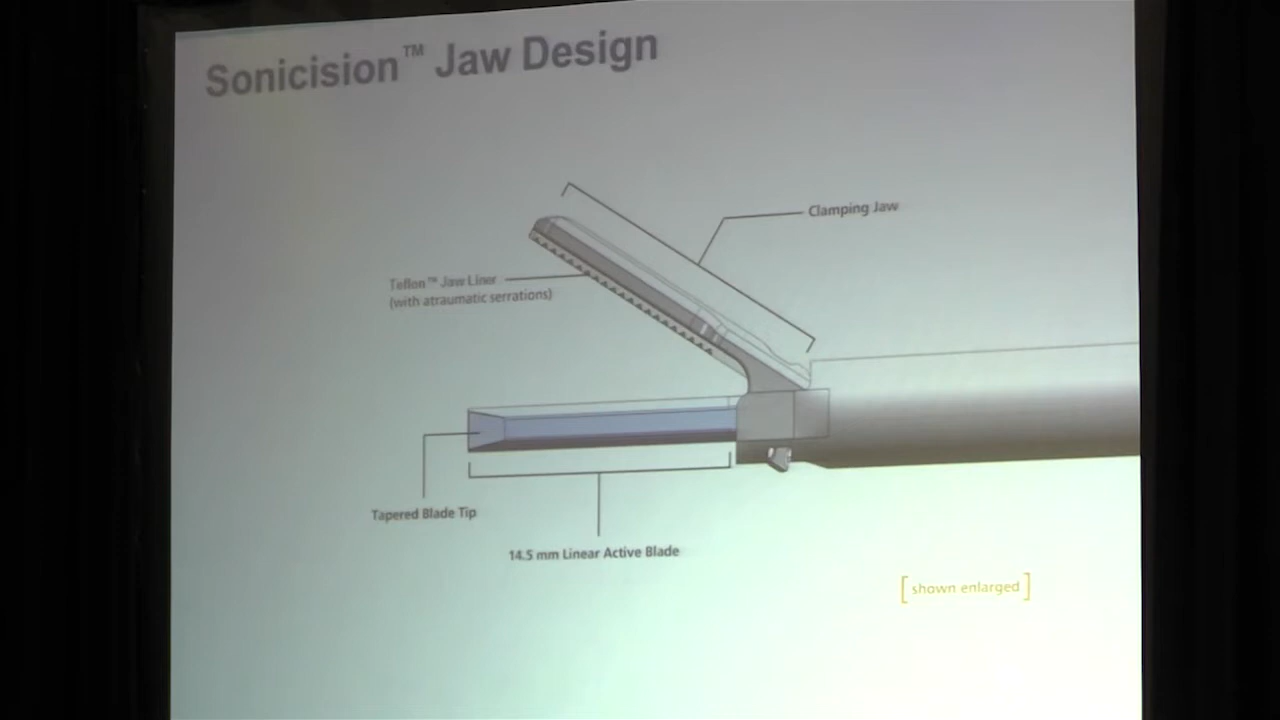 Sonicision™ Jaw Design
Clamping Jaw
Teflon™ Jaw Liner
(with atraumatic serrations)
Tapered Blade Tip
14.5 mm Linear Active Blade
[shown enlarged]